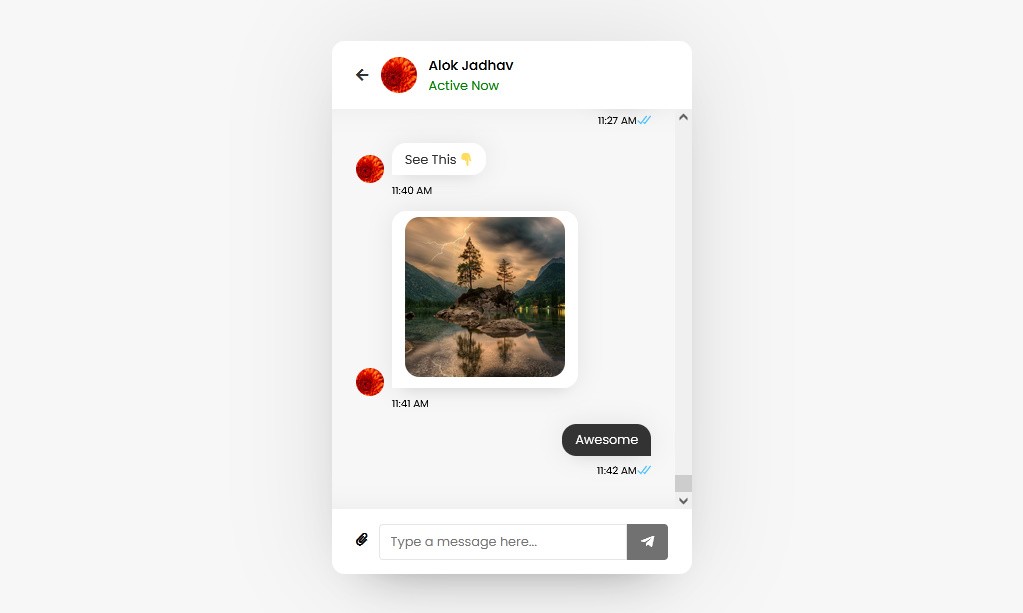 Alok Jadhav
Active Now
11:27 AM
See This 👇
11:40 AM
11:41 AM
Awesome
11:42 AM
Type a message here...